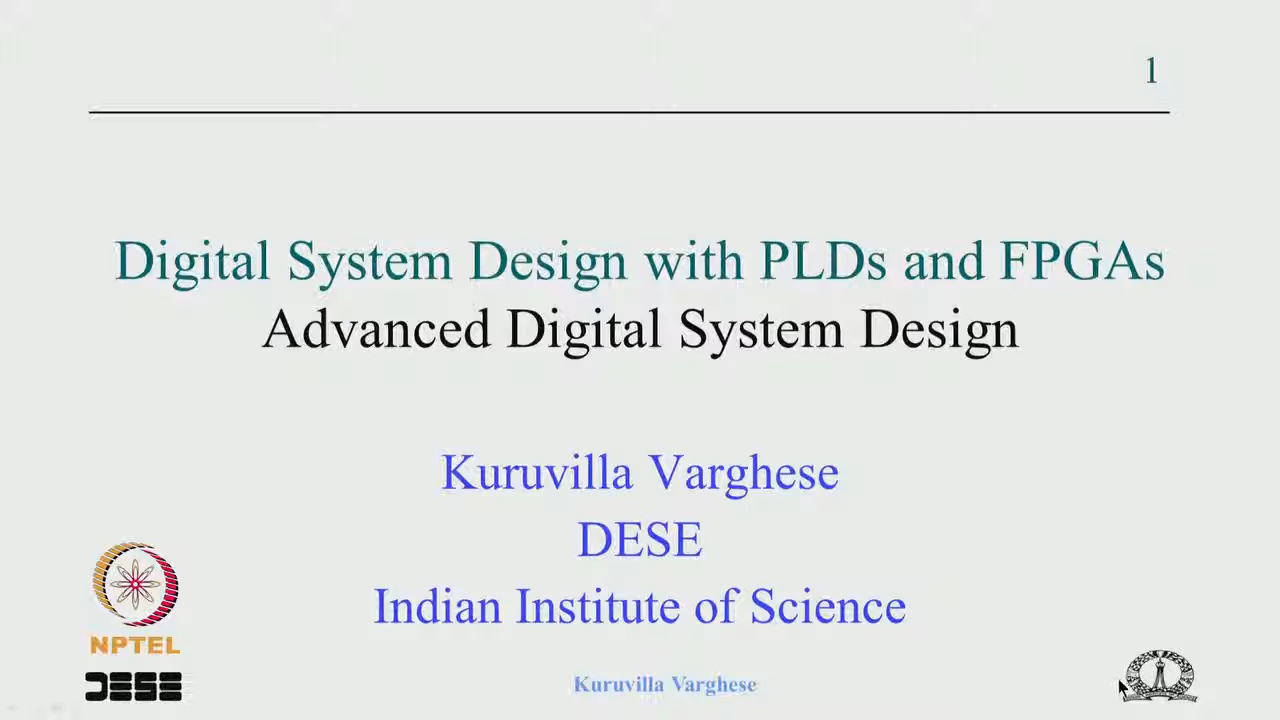 1
Digital System Design with PLDs and FPGAs
Advanced Digital System Design
Kuruvilla Varghese
DESE
Indian Institute of Science
NPTEL
DESE
Kuruvilla Varghese